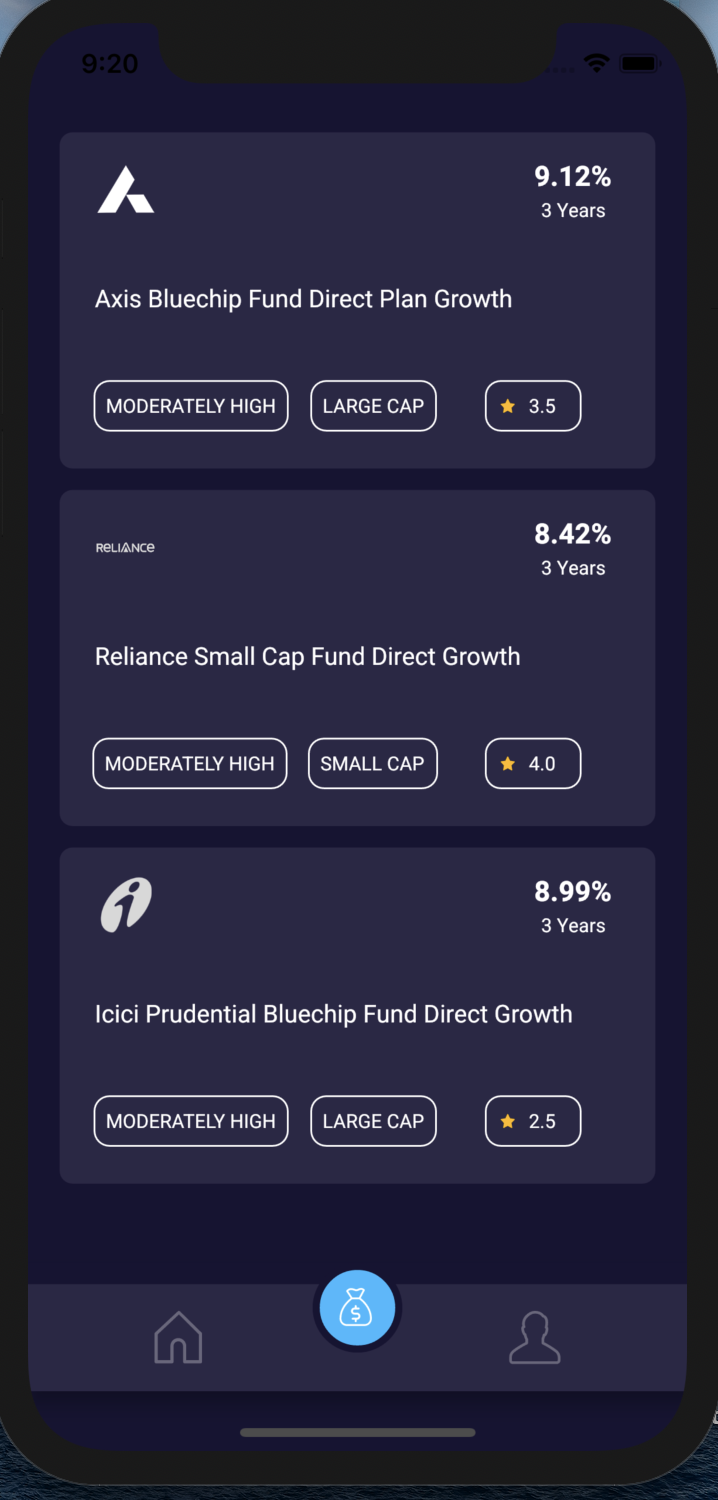 9:20
9.12%
3 Years
Axis Bluechip Fund Direct Plan Growth
MODERATELY HIGH
LARGE CAP
3.5
RELIANCE
8.42%
3 Years
Reliance Small Cap Fund Direct Growth
MODERATELY HIGH
SMALL CAP
4.0
8.99%
3 Years
Icici Prudential Bluechip Fund Direct Growth
MODERATELY HIGH
LARGE CAP
2.5
$